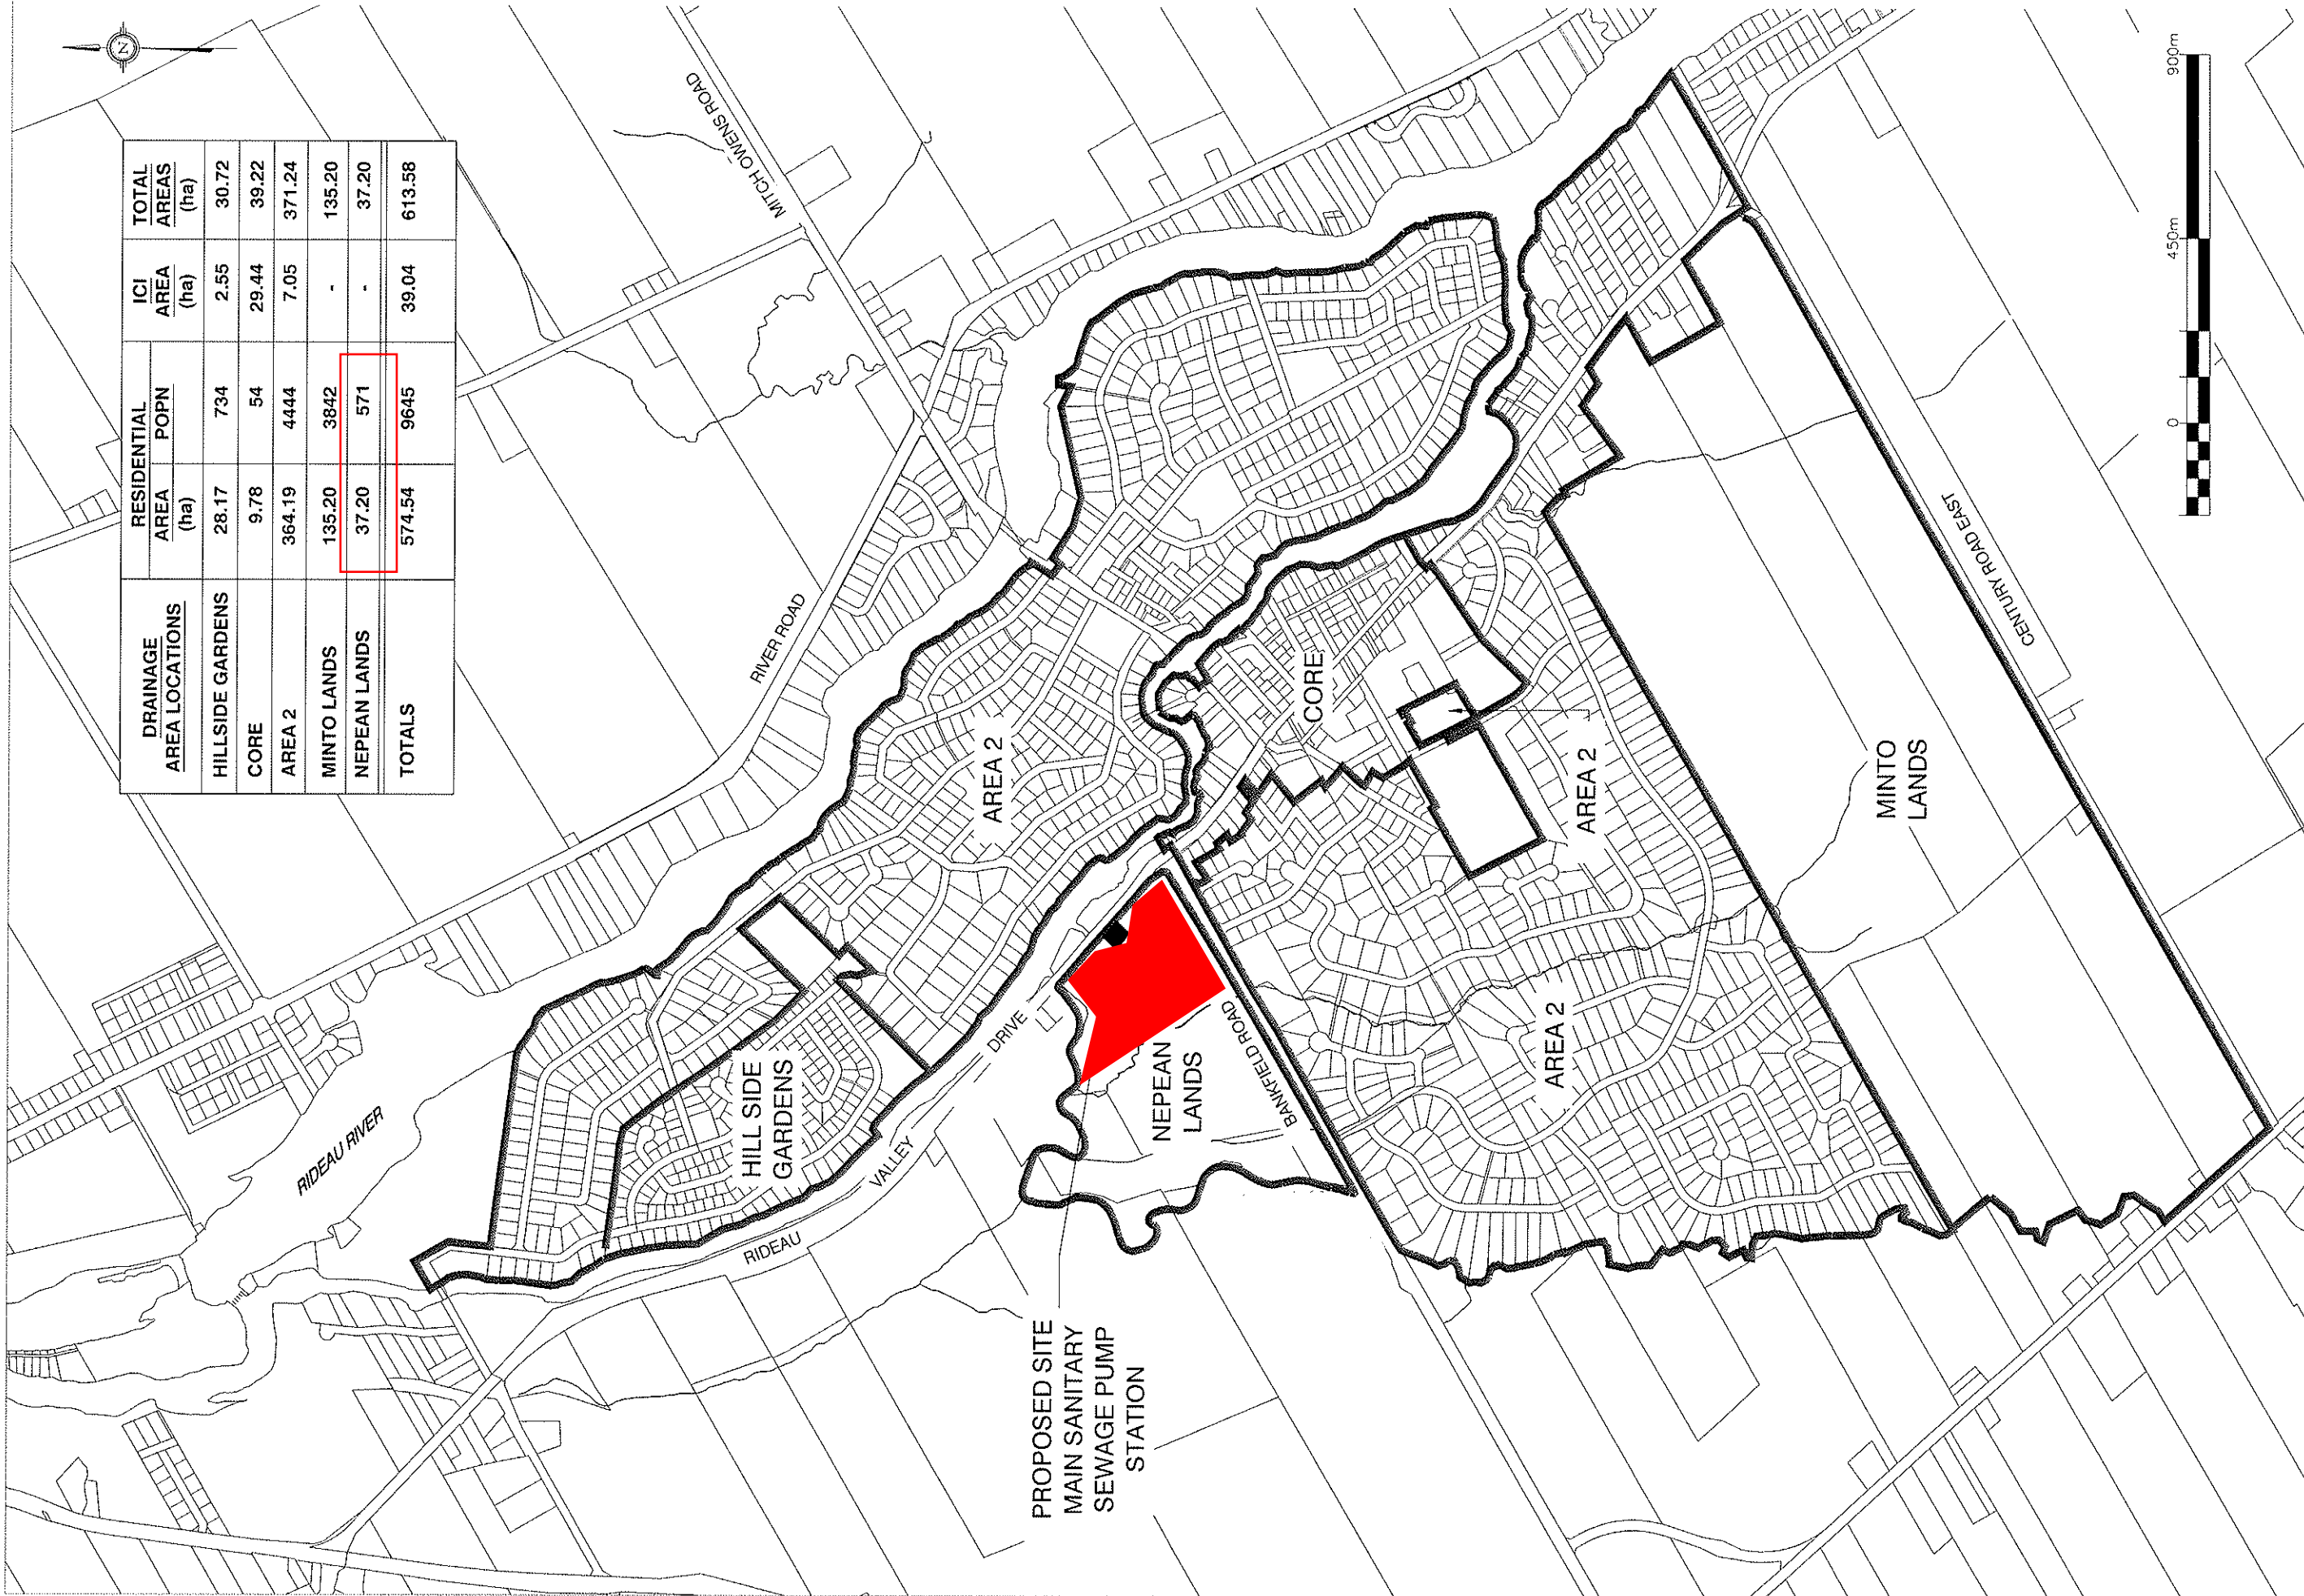 N
DRAINAGE
AREA LOCATIONS
RESIDENTIAL
AREA
(ha)
POPN
ICI
AREA
(ha)
TOTAL
AREAS
(ha)
HILLSIDE GARDENS 28.17 734 2.55 30.72
CORE 9.78 54 29.44 39.22
AREA 2 364.19 4444 7.05 371.24
MINTO LANDS 135.20 3842 - 135.20
NEPEAN LANDS 37.20 571 - 37.20
TOTALS 574.54 9645 39.04 613.58
MITCH OWENS ROAD
RIVER ROAD
RIDEAU RIVER
AREA 2
HILL SIDE
GARDENS
RIDEAU
VALLEY
DRIVE
CORE
NEPEAN
LANDS
BANKFIELD ROAD
AREA 2
AREA 2
MINTO
LANDS
CENTURY ROAD EAST
PROPOSED SITE
MAIN SANITARY
SEWAGE PUMP
STATION
0 450m 900m